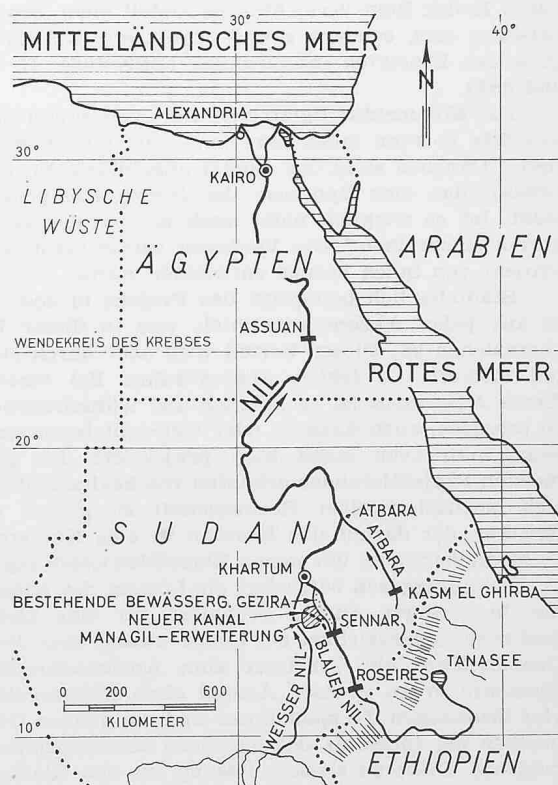 30°
40°
MITTELLÄNDISCHES MEER
N
ALEXANDRIA
30°
KAIRO
LIBYSCHE
WÜSTE
ÄGYPTEN
ARABIEN
ASSUAN
WENDEKREIS DES KREBSES
ROTES MEER
NIL
20°
ATBARA
SUDAN
ATBARA
KHARTUM
KASM EL GHIRBA
BESTEHENDE BEWÄSSERG. GEZIRA
NEUER KANAL
SENNAR
MANAGIL-ERWEITERUNG
TANASEE
ROSEIRES
BLAUER NIL
WEISSER NIL
0 200 600
KILOMETER
10°
ETHIOPIEN